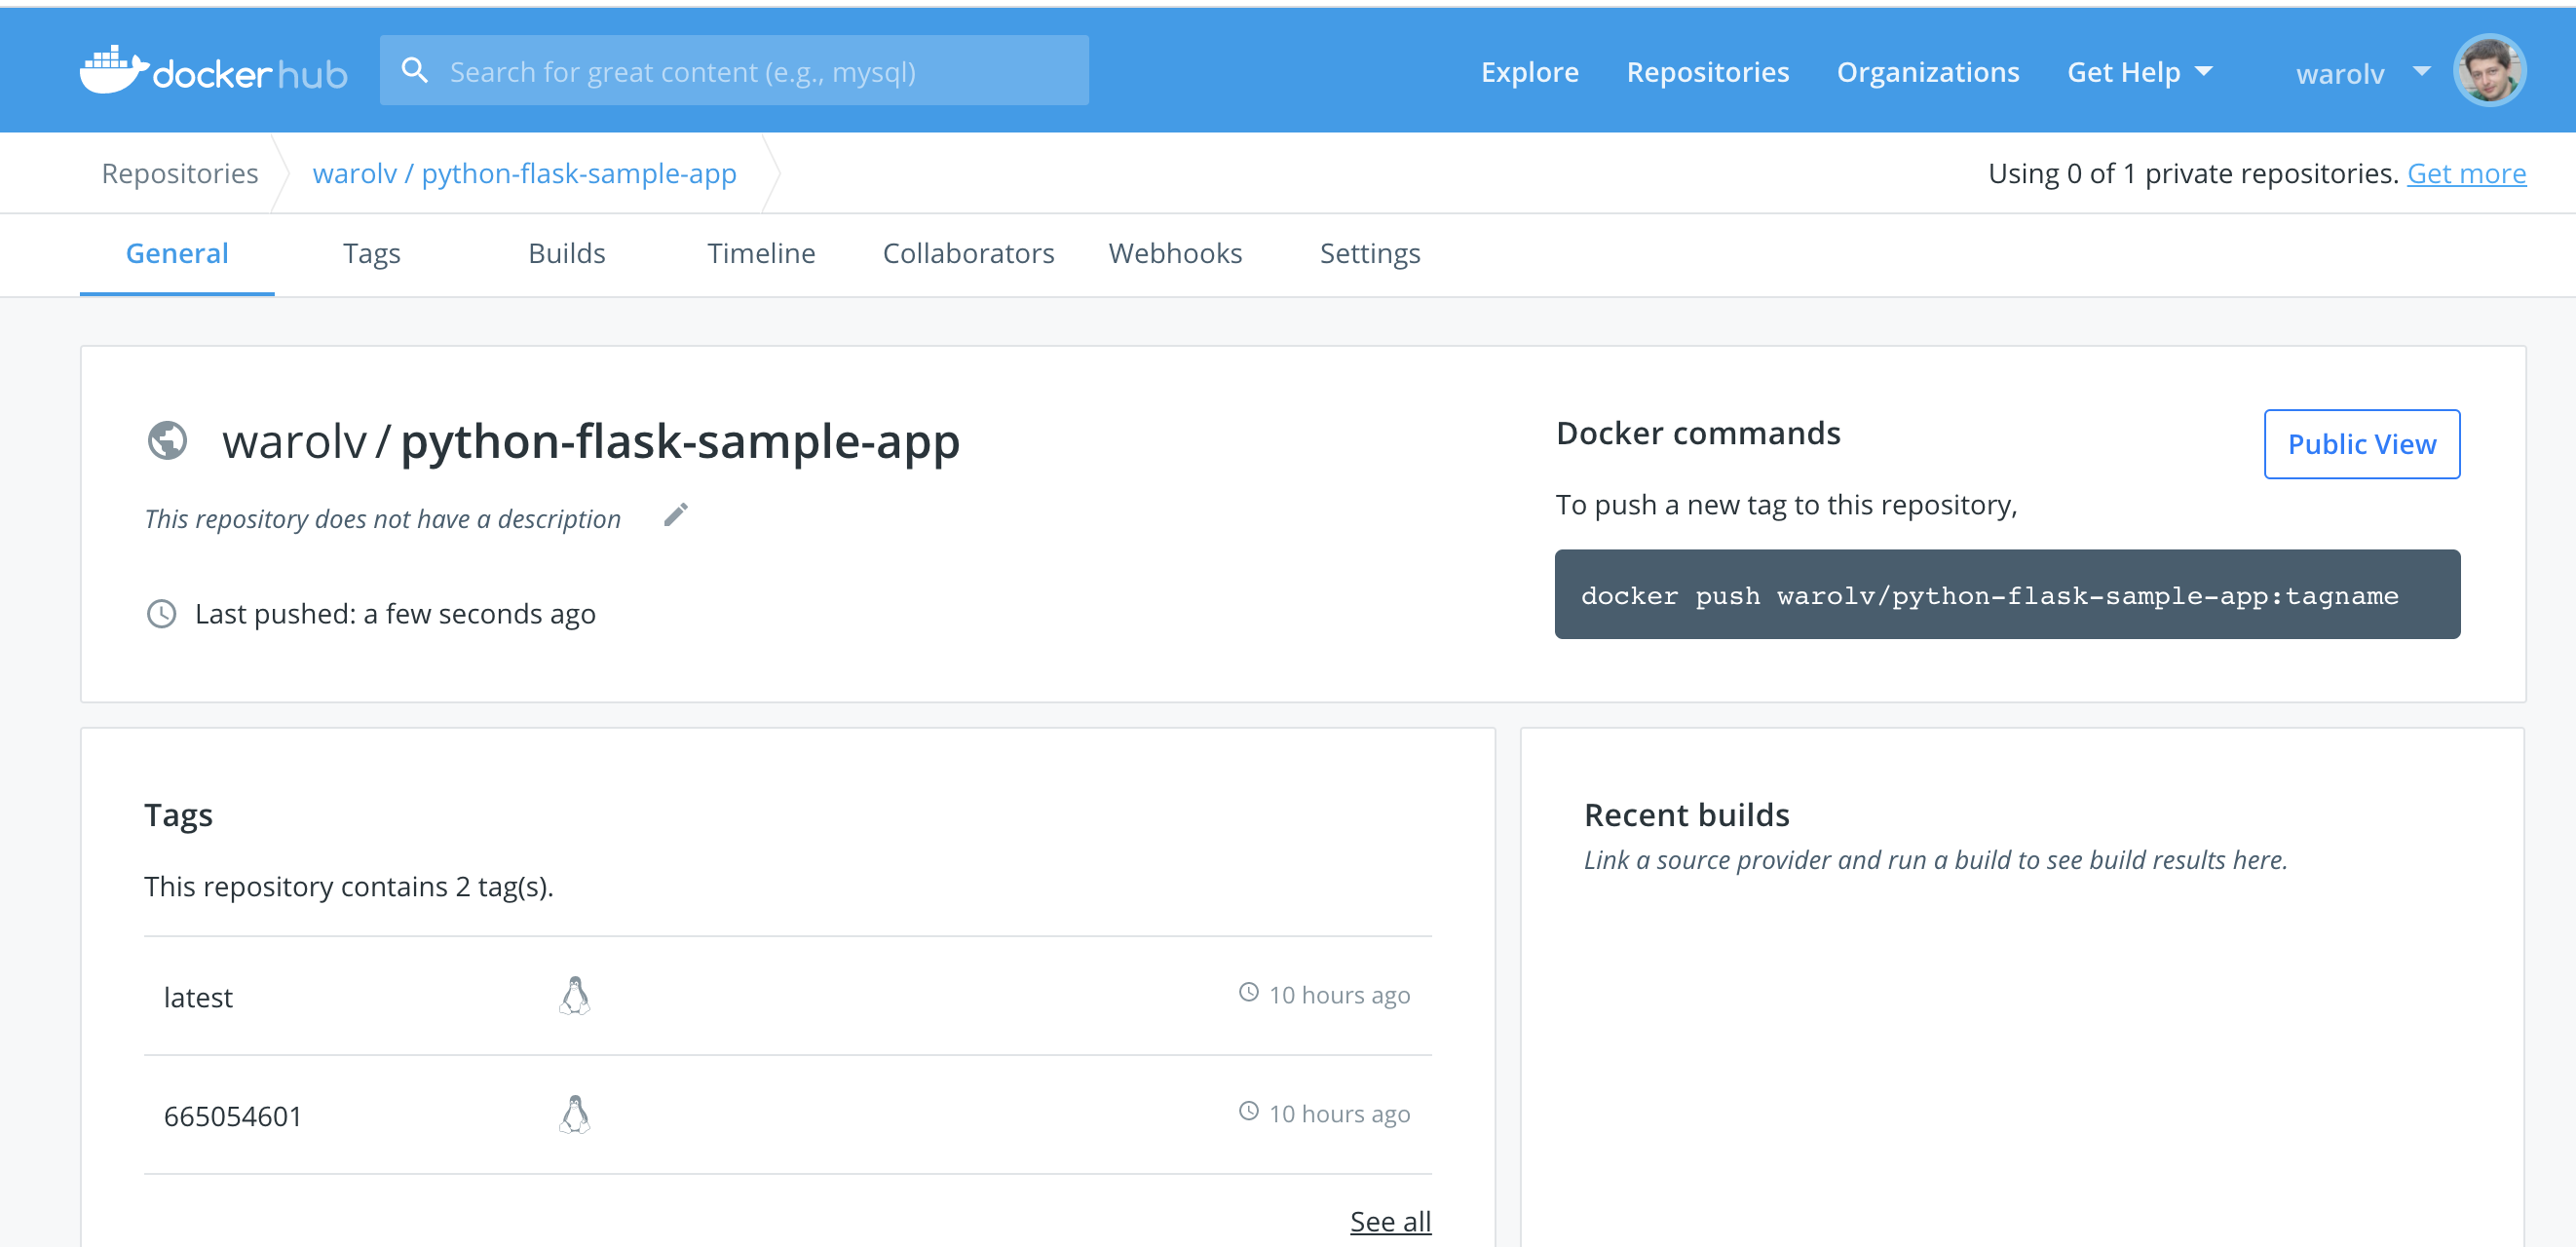 docker hub
Search for great content (e.g., mysql)
Explore
Repositories
Organizations
Get Help
warolv
Repositories
warolv / python-flask-sample-app
Using 0 of 1 private repositories. Get more
General
Tags
Builds
Timeline
Collaborators
Webhooks
Settings
warolv / python-flask-sample-app
This repository does not have a description
Last pushed: a few seconds ago
Docker commands
Public View
To push a new tag to this repository,
docker push warolv/python-flask-sample-app:tagname
Tags
This repository contains 2 tag(s).
latest
10 hours ago
665054601
10 hours ago
See all
Recent builds
Link a source provider and run a build to see build results here.